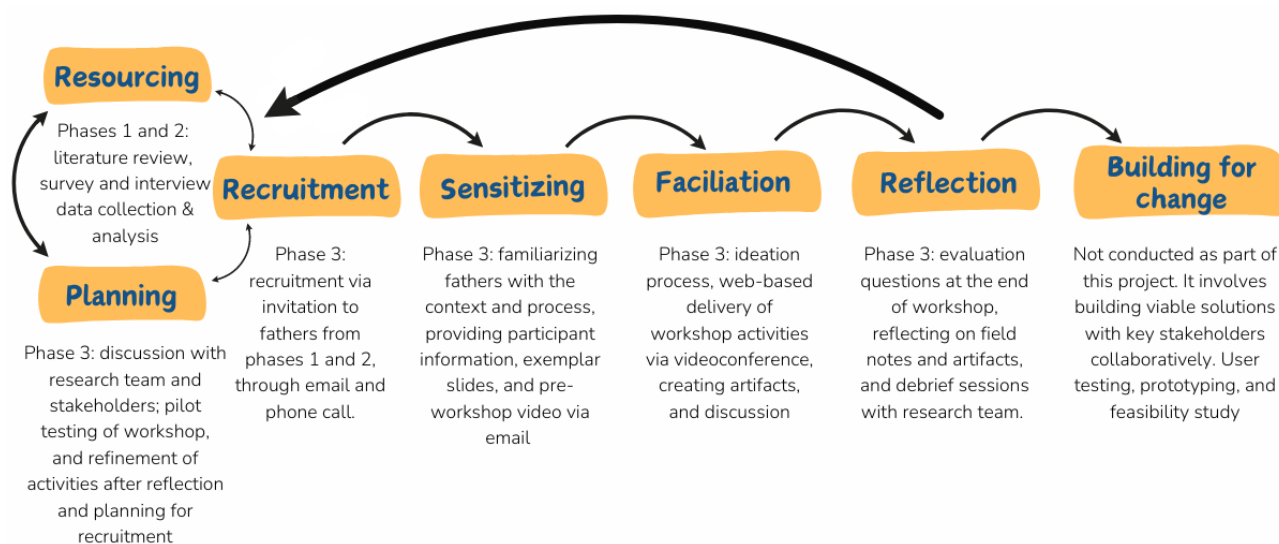 Resourcing
Phases 1 and 2:
literature review,
survey and interview
data collection &
analysis
Planning
Phase 3: discussion with
research team and
stakeholders; pilot
testing of workshop,
and refinement of
activities after reflection
and planning for
recruitment
Recruitment
Phase 3:
recruitment via
invitation to
fathers from
phases 1 and 2,
through email and
phone call.
Sensitizing
Phase 3: familiarizing
fathers with the
context and process,
providing participant
information, exemplar
slides, and pre-
workshop video via
email
Faciliation
Phase 3: ideation
process, web-based
delivery of
workshop activities
via videoconference,
creating artifacts,
and discussion
Reflection
Phase 3: evaluation
questions at the end
of workshop,
reflecting on field
notes and artifacts,
and debrief sessions
with research team.
Building for
change
Not conducted as part of
this project. It involves
building viable solutions
with key stakeholders
collaboratively. User
testing, prototyping, and
feasibility study